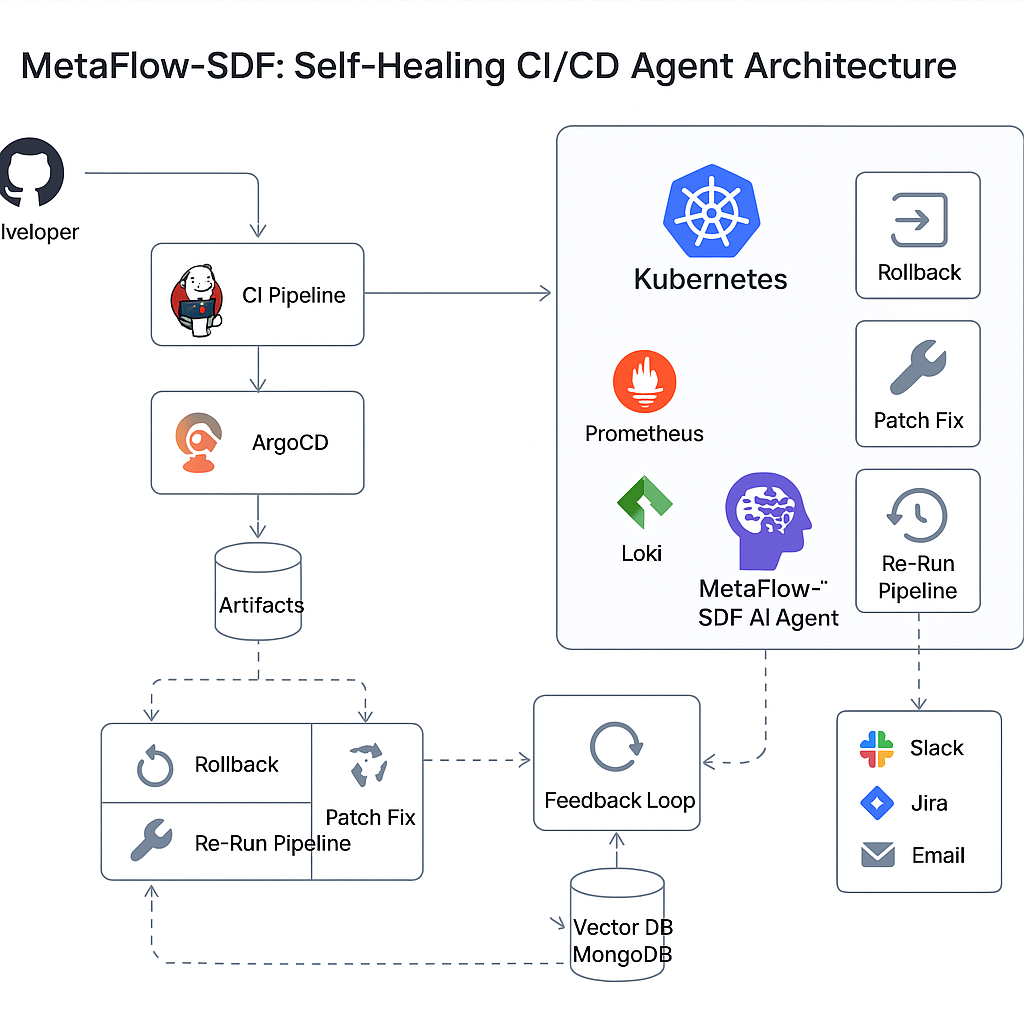 MetaFlow-SDF: Self-Healing CI/CD Agent Architecture
lveloper
CI Pipeline
ArgoCD
Artifacts
Rollback
Re-Run Pipeline
Patch Fix
Kubernetes
Prometheus
Loki
MetaFlow-¨
SDF AI Agent
Rollback
Patch Fix
Re-Run
Pipeline
Feedback Loop
Vector DB
MongoDB
Slack
Jira
Email